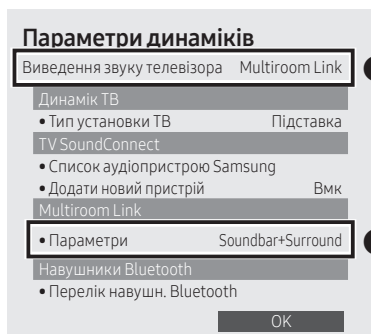 Параметри динаміків
Виведення звуку телевізора Multiroom Link
Динамік ТВ
• Тип установки ТВ Підставка
TV SoundConnect
• Список аудіопристрою Samsung
• Додати новий пристрій Вмк
Multiroom Link
• Параметри Soundbar+Surround
Навушники Bluetooth
• Перелік навушн. Bluetooth
OK